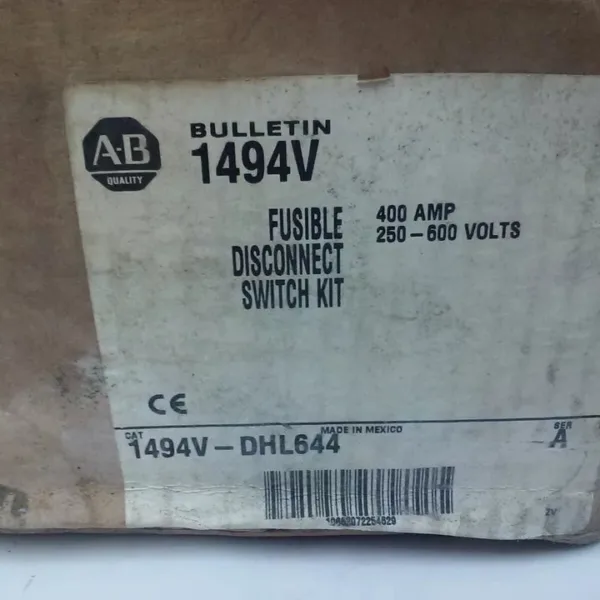 A-B
QUALITY
BULLETIN
1494V
FUSIBLE
DISCONNECT
SWITCH KIT
400 AMP
250-600 VOLTS
CE
MADE IN MEXICO
CAT
1494V-DHL644
SER
A